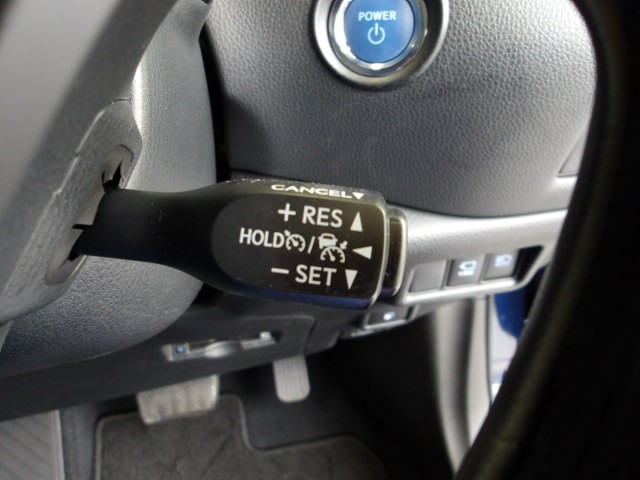 POWER
CANCEL▼
+ RES ▲
HOLD / ◀
− SET ▼